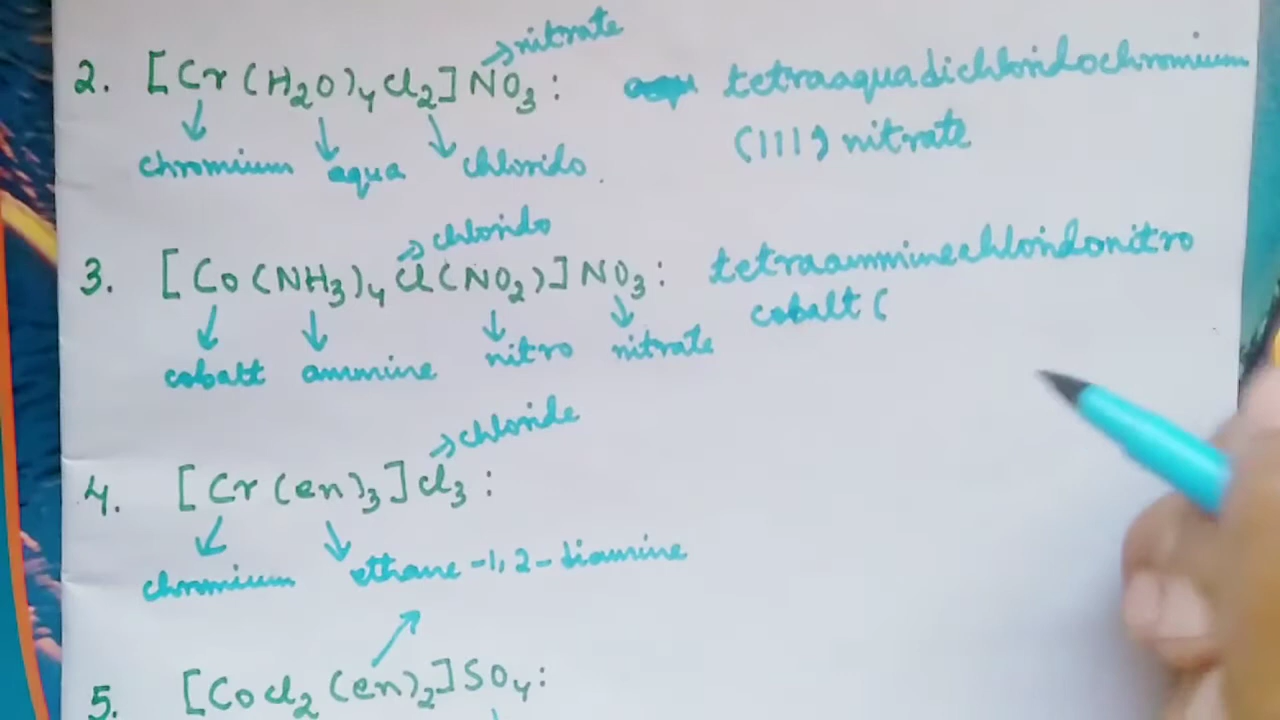 →nitrate
2. [Cr(H₂O)₄Cl₂]NO₃: tetraaquadichloridochromium
(III) nitrate
chromium aqua chlorido.
→chlorido
3. [Co(NH₃)₄Cl(NO₂)]NO₃: tetraamminechloridonitro
cobalt (
cobalt ammine nitro nitrate
→chloride
4. [Cr(en)₃]Cl₃:
chromium ethane-1,2-diamine
5. [CoCl₂(en)₂]SO₄: